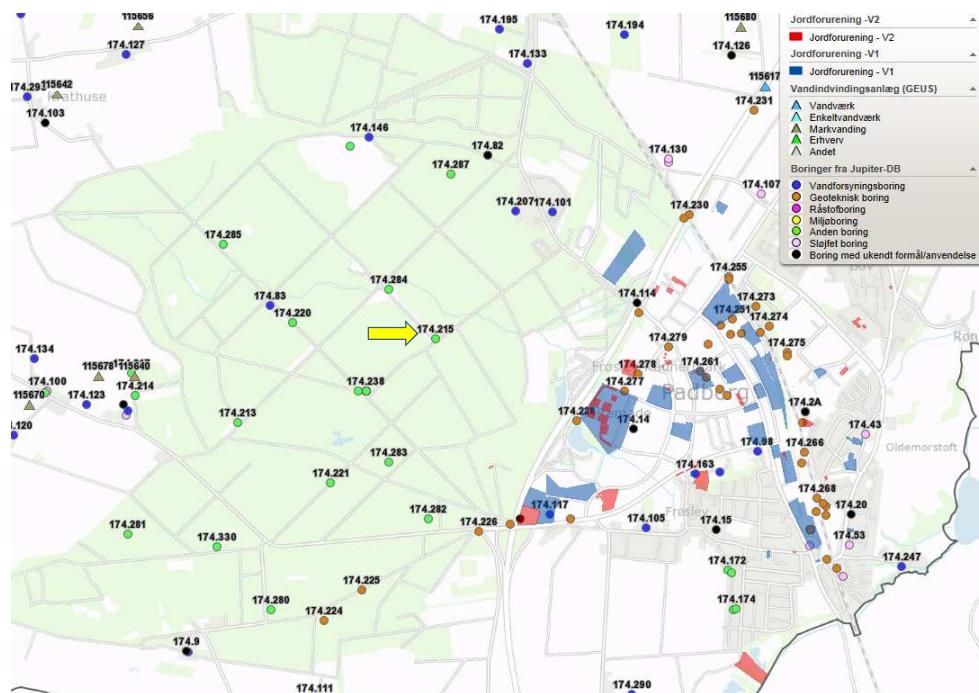 115656
174.127
174.195
174.194
115680
174.126
174.133
115642
Krathuse
174.103
115617
174.231
174.146
174.82
174.130
174.287
174.107
174.207
174.101
174.230
174.285
174.284
174.255
174.83
174.114
174.273
174.220
174.251
174.274
174.215
174.279
174.275
174.134
174.278
174.261
115678
115640
174.100
174.277
Padborg
174.214
174.238
115670
174.123
174.2A
174.120
174.213
174.228
174.14
174.43
Oldemorstoft
174.98
174.266
174.283
174.163
174.221
174.268
174.282
174.117
174.20
174.281
174.226
174.105
Frøslev
174.15
174.330
174.53
174.172
174.247
174.225
174.280
174.174
174.224
174.9
174.111
174.290
Bov
Jordforurening -V2
Jordforurening - V2
Jordforurening -V1
Jordforurening - V1
Vandindvindingsanlæg (GEUS)
Vandværk
Enkeltvandværk
Markvanding
Erhverv
Andet
Boringer fra Jupiter-DB
Vandforsyningsboring
Geoteknisk boring
Råstofboring
Miljøboring
Anden boring
Sløjfet boring
Boring med ukendt formål/anvendelse